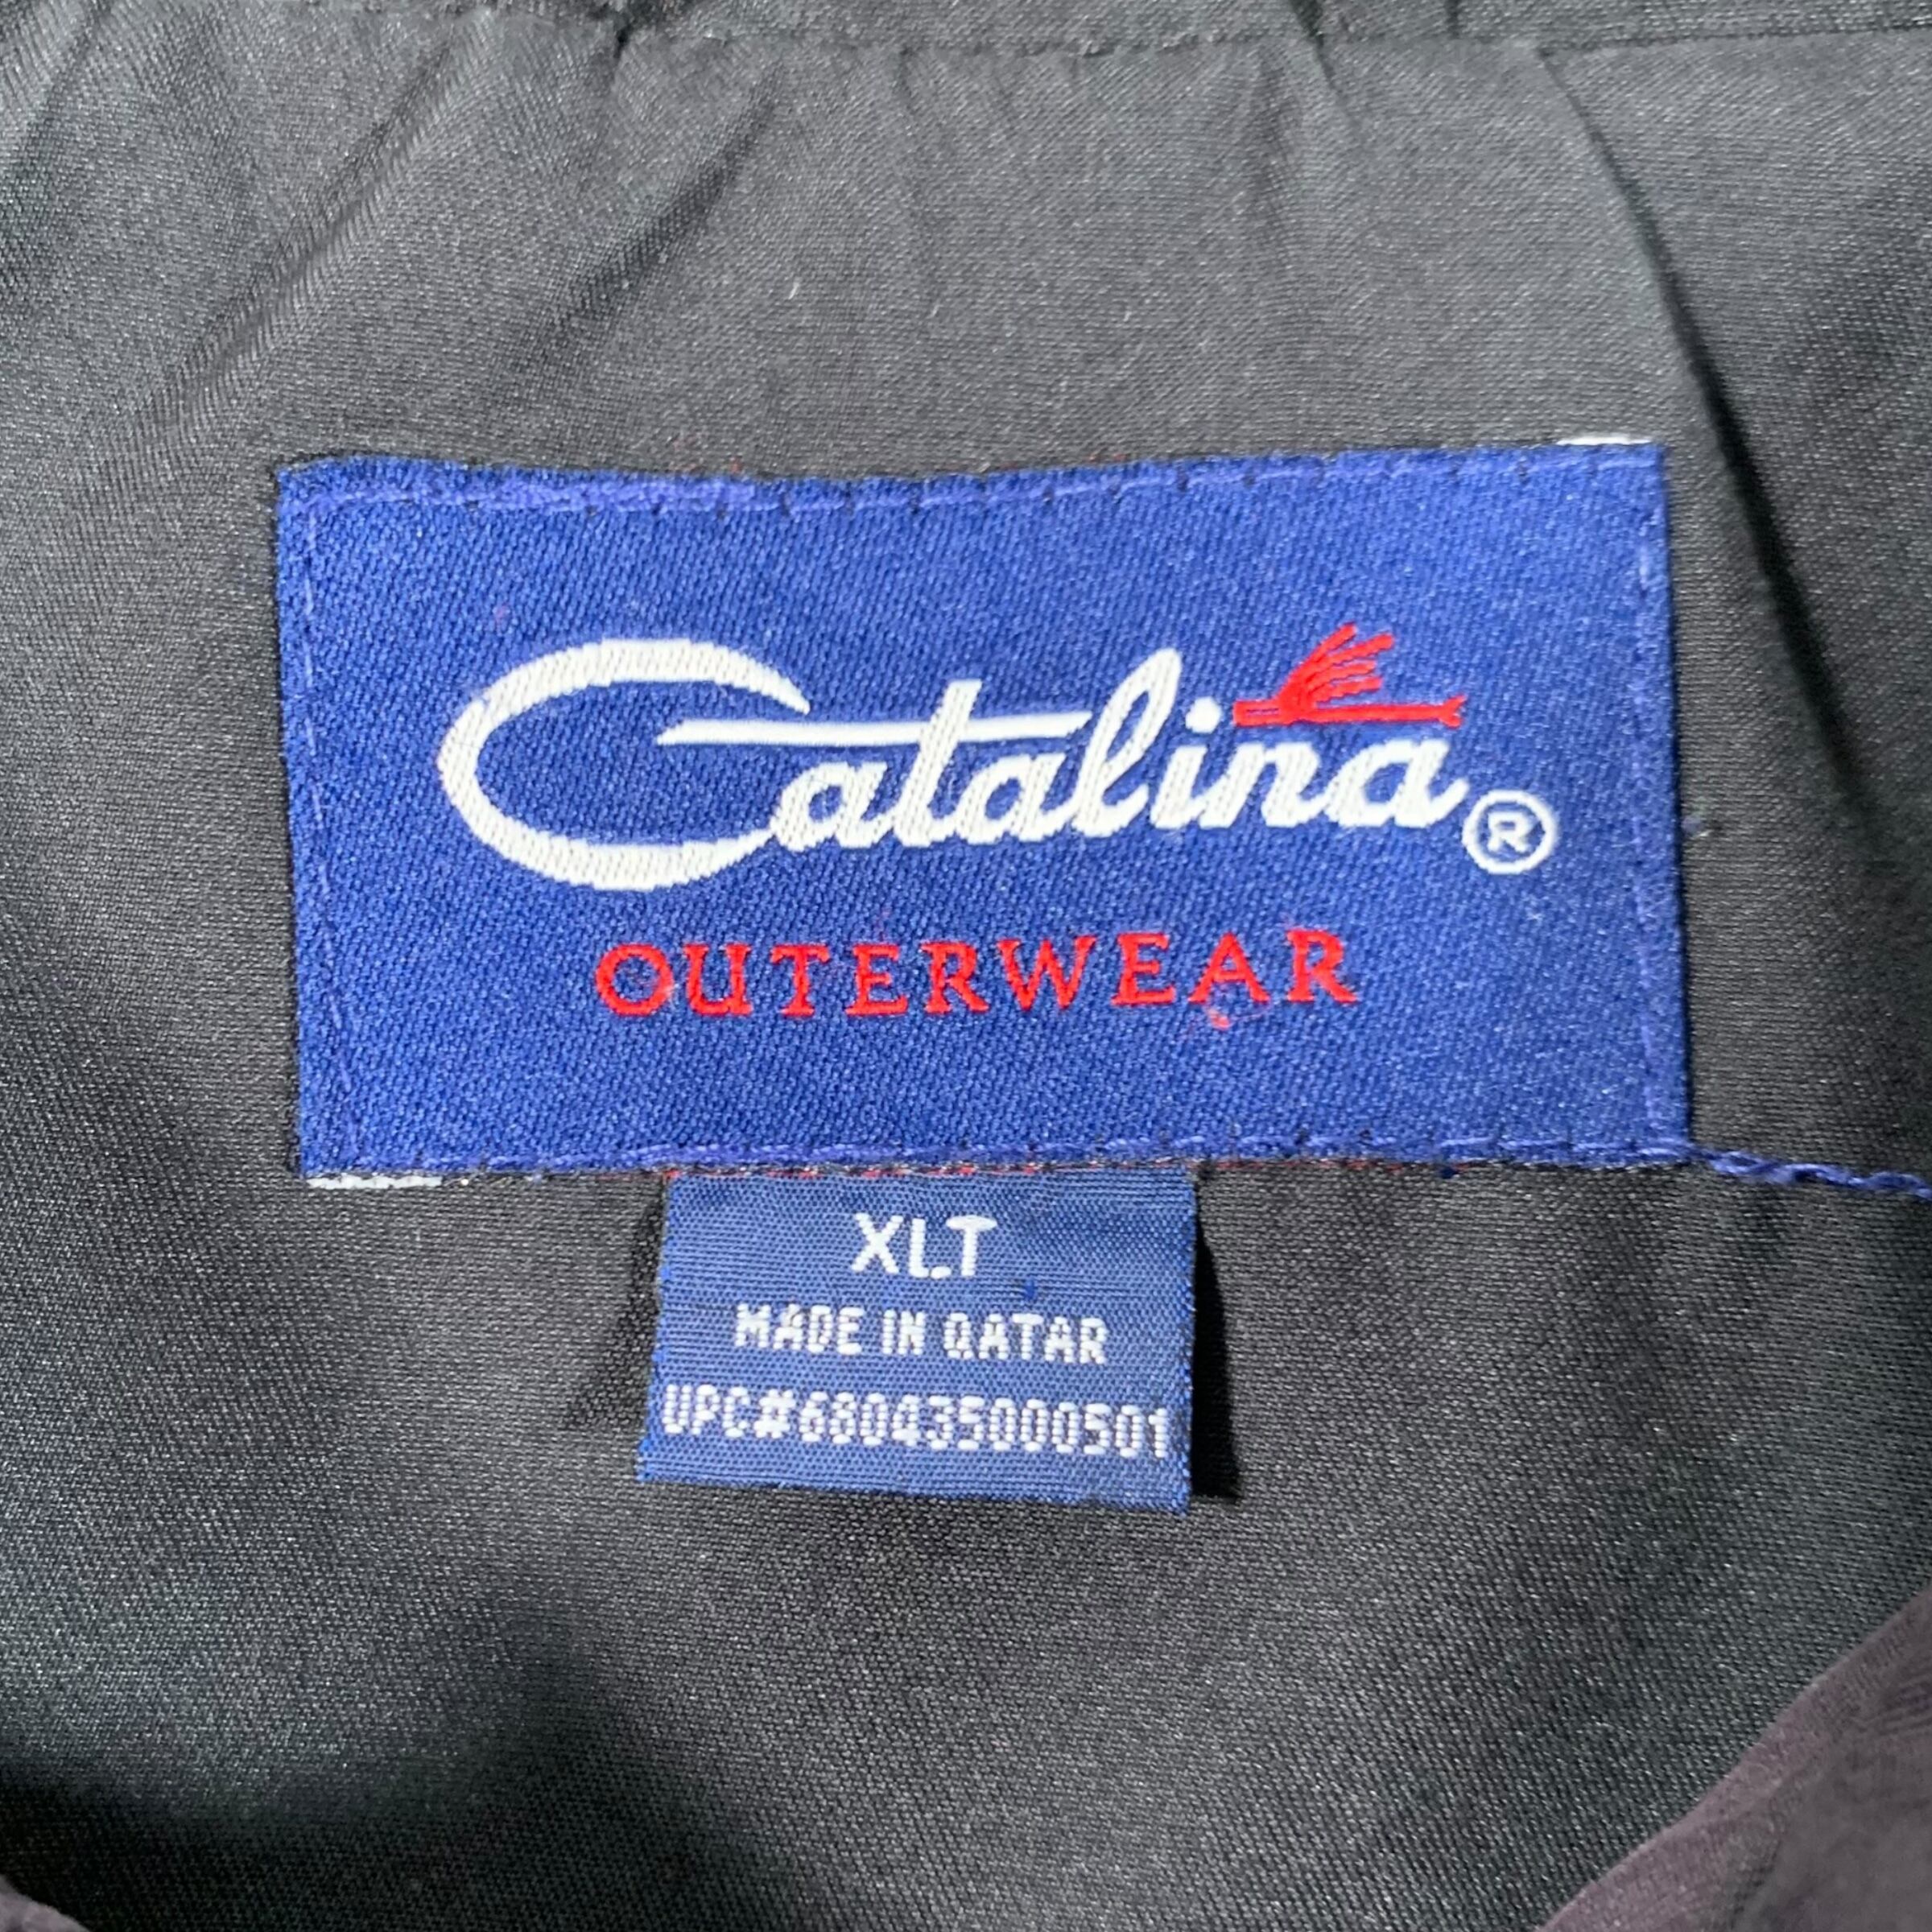 Catalina®
OUTERWEAR
XLT
MADE IN QATAR
UPC#680435000501